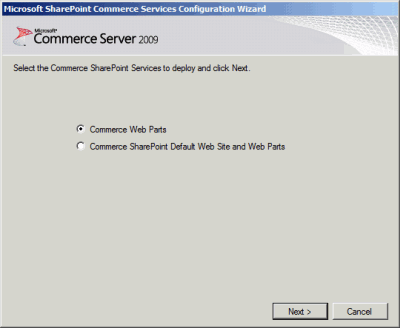 Microsoft SharePoint Commerce Services Configuration Wizard
Microsoft®
Commerce Server 2009
Select the Commerce SharePoint Services to deploy and click Next.
Commerce Web Parts
Commerce SharePoint Default Web Site and Web Parts
Next >
Cancel